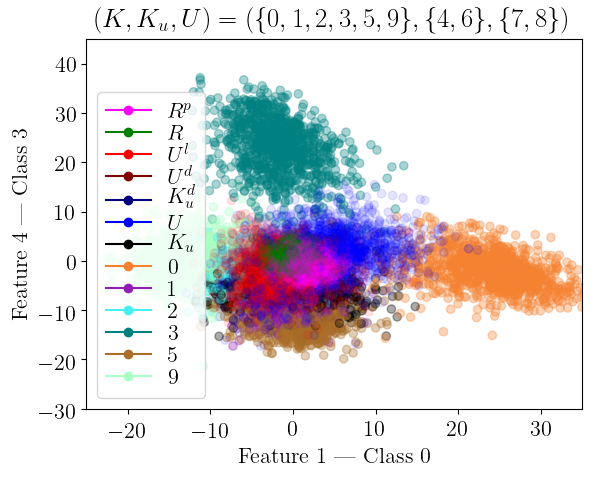 (K, K_u, U) = ({0, 1, 2, 3, 5, 9}, {4, 6}, {7, 8})
Feature 4 — Class 3
40
30
20
10
0
−10
−20
−30
R^p
R
U^l
U^d
K_u^d
U
K_u
0
1
2
3
5
9
−20 −10 0 10 20 30
Feature 1 — Class 0